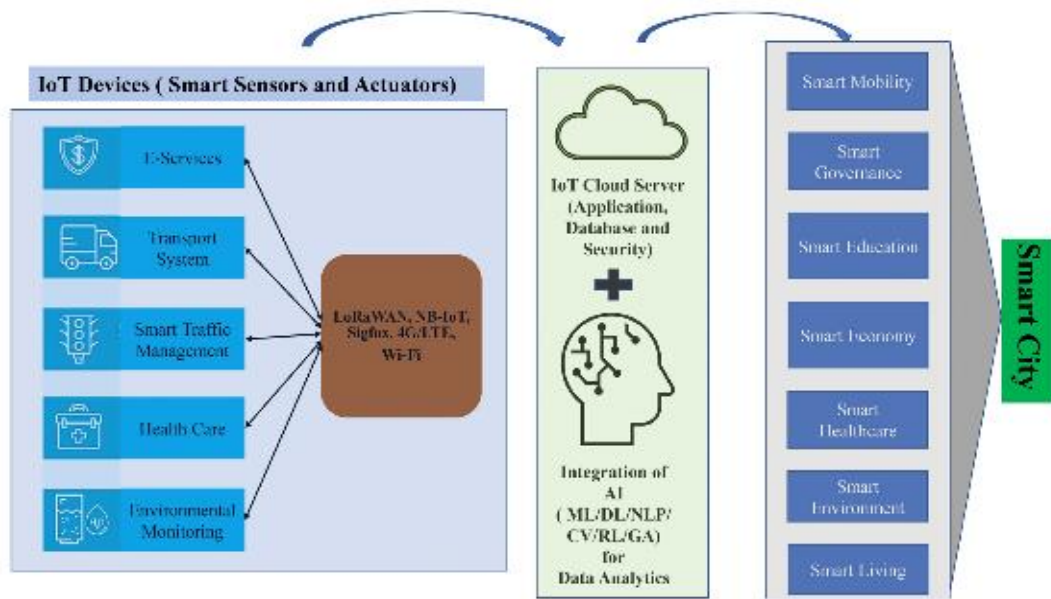 IoT Devices ( Smart Sensors and Actuators)
E-Services
Transport
System
Smart Traffic
Management
Health Care
Environmental
Monitoring
LoRaWAN, NB-IoT,
Sigfox, 4G/LTE,
Wi-Fi
IoT Cloud Server
(Application,
Database and
Security)
Integration of
AI
( ML/DL/NLP/
CV/RL/GA)
for
Data Analytics
Smart Mobility
Smart
Governance
Smart Education
Smart Economy
Smart
Healthcare
Smart
Environment
Smart Living
Smart City